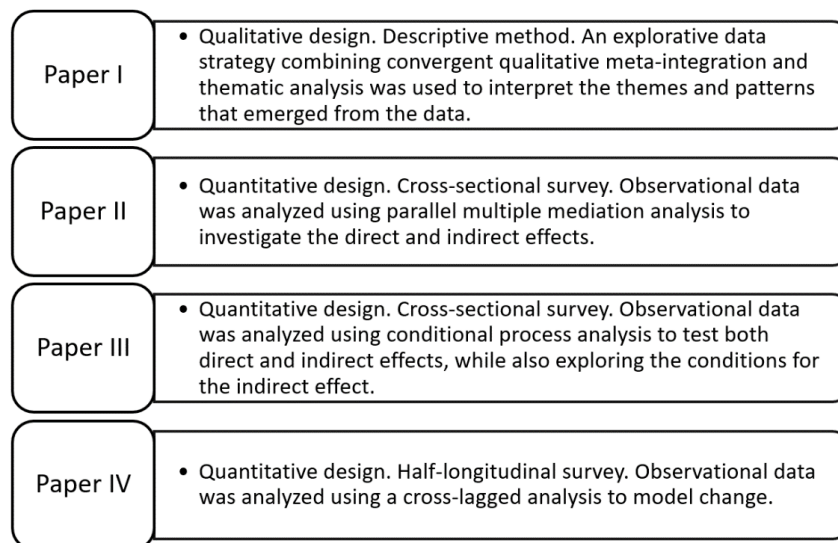 Paper I
• Qualitative design. Descriptive method. An explorative data
strategy combining convergent qualitative meta-integration and
thematic analysis was used to interpret the themes and patterns
that emerged from the data.
Paper II
• Quantitative design. Cross-sectional survey. Observational data
was analyzed using parallel multiple mediation analysis to
investigate the direct and indirect effects.
Paper III
• Quantitative design. Cross-sectional survey. Observational data
was analyzed using conditional process analysis to test both
direct and indirect effects, while also exploring the conditions for
the indirect effect.
Paper IV
• Quantitative design. Half-longitudinal survey. Observational data
was analyzed using a cross-lagged analysis to model change.